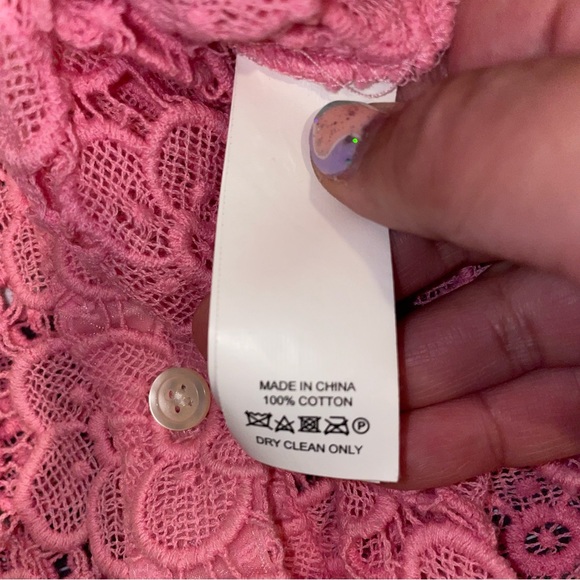 MADE IN CHINA
100% COTTON
P
DRY CLEAN ONLY